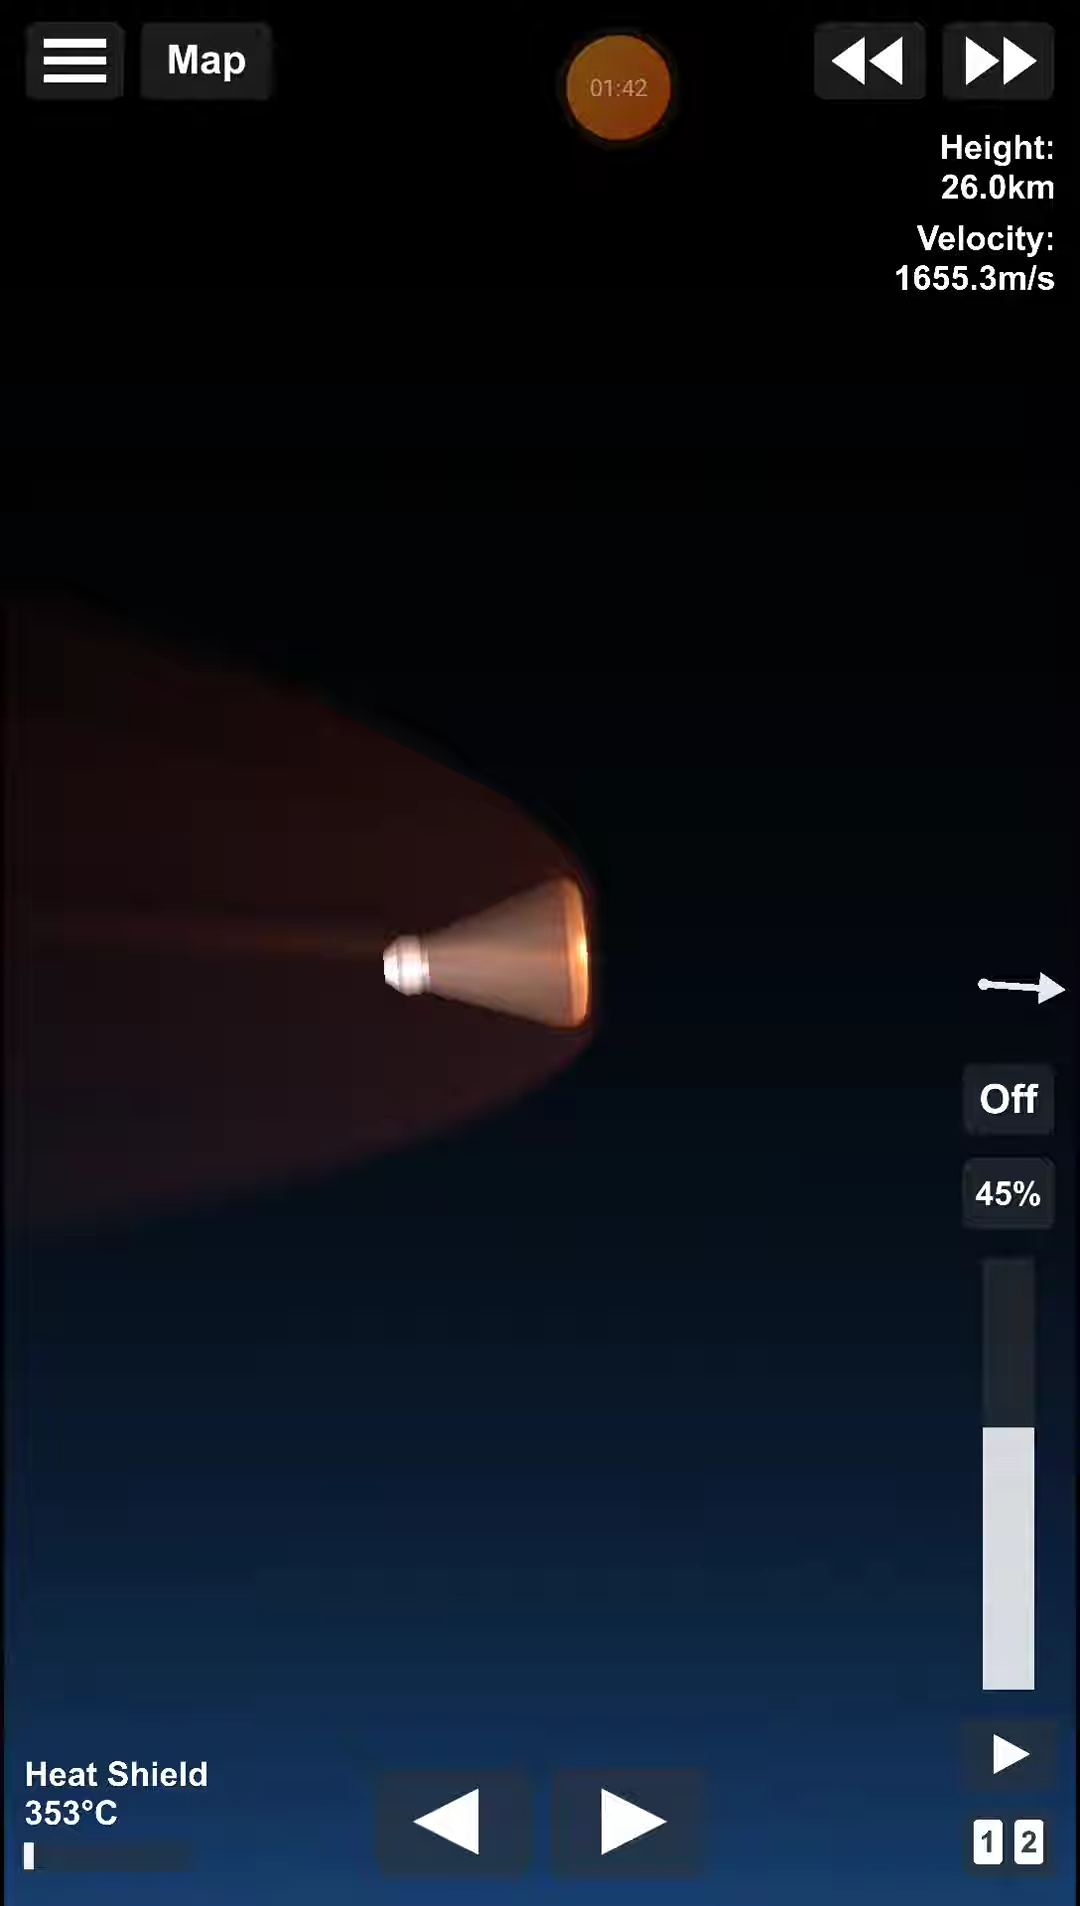 Map
01:42
Height:
26.0km
Velocity:
1655.3m/s
Off
45%
Heat Shield
353°C
1 2